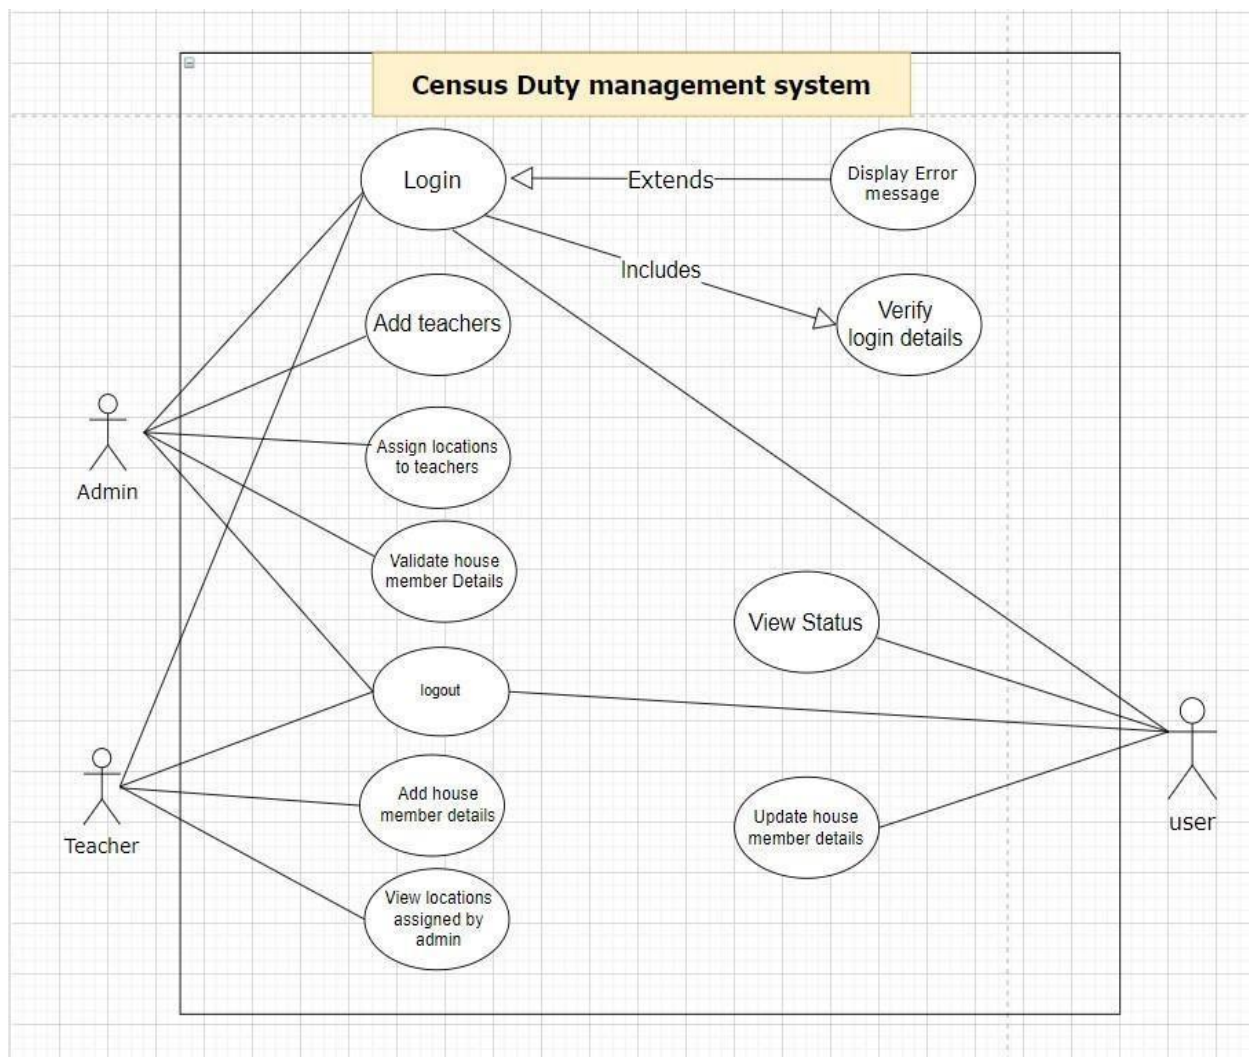 Census Duty management system
Login
Extends
Display Error
message
Includes
Verify
login details
Add teachers
Assign locations
to teachers
Admin
Validate house
member Details
View Status
logout
Add house
member details
Teacher
Update house
member details
user
View locations
assigned by
admin